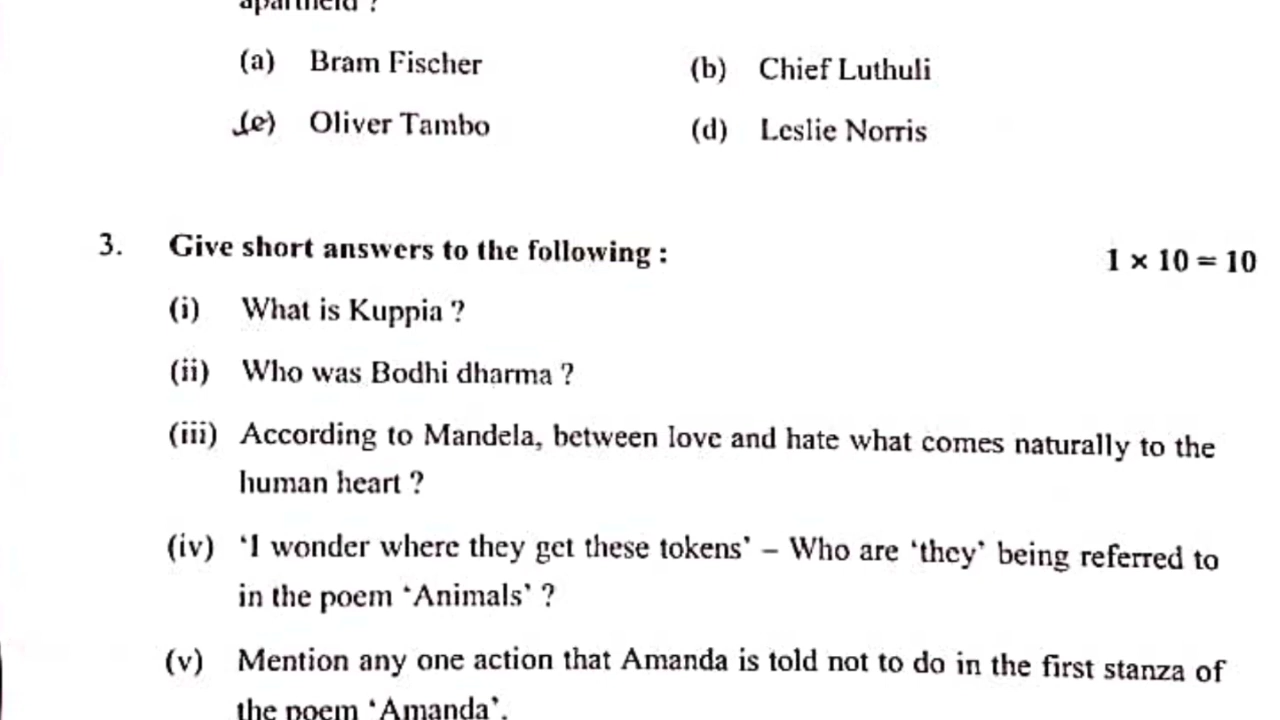 apartheid ?
(a) Bram Fischer (b) Chief Luthuli
(c) Oliver Tambo (d) Leslie Norris
3. Give short answers to the following : 1 × 10 = 10
(i) What is Kuppia ?
(ii) Who was Bodhi dharma ?
(iii) According to Mandela, between love and hate what comes naturally to the
human heart ?
(iv) ‘I wonder where they get these tokens’ – Who are ‘they’ being referred to
in the poem ‘Animals’ ?
(v) Mention any one action that Amanda is told not to do in the first stanza of
the poem ‘Amanda’.